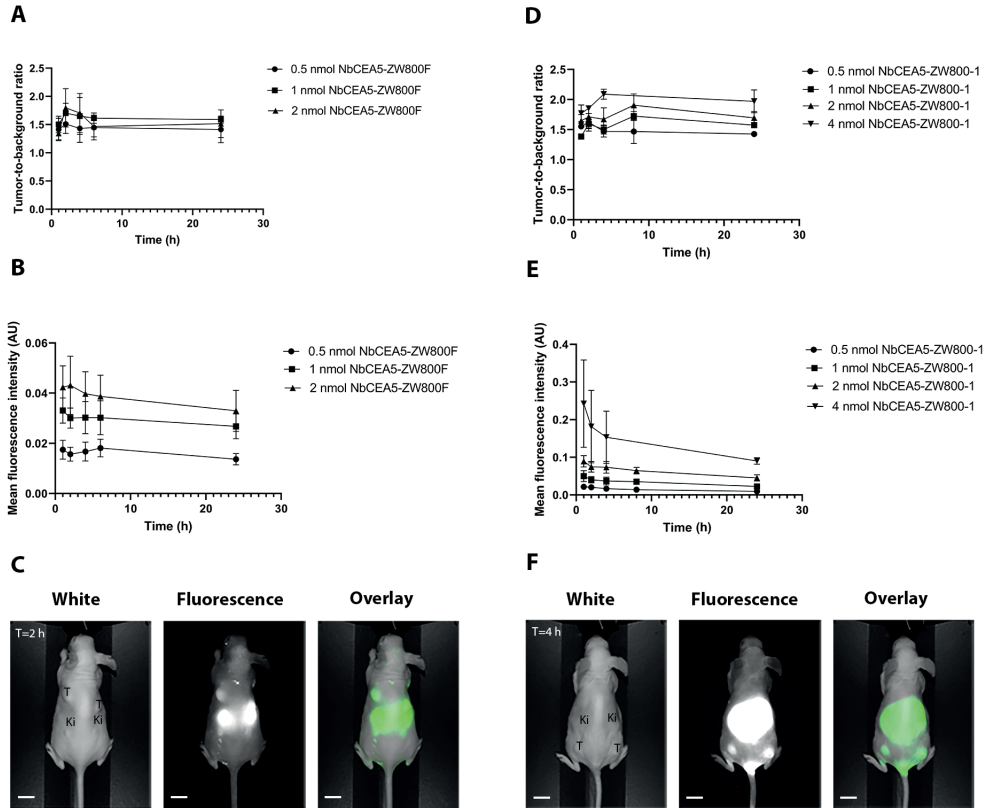 A
Tumor-to-background ratio
2.5
2.0
1.5
1.0
0.5
0.0
0
10
20
30
Time (h)
0.5 nmol NbCEA5-ZW800F
1 nmol NbCEA5-ZW800F
2 nmol NbCEA5-ZW800F
D
Tumor-to-background ratio
2.5
2.0
1.5
1.0
0.5
0.0
0
10
20
30
Time (h)
0.5 nmol NbCEA5-ZW800-1
1 nmol NbCEA5-ZW800-1
2 nmol NbCEA5-ZW800-1
4 nmol NbCEA5-ZW800-1
B
Mean fluorescence intensity (AU)
0.06
0.04
0.02
0.00
0
10
20
30
Time (h)
0.5 nmol NbCEA5-ZW800F
1 nmol NbCEA5-ZW800F
2 nmol NbCEA5-ZW800F
E
Mean fluorescence intensity (AU)
0.4
0.3
0.2
0.1
0.0
0
10
20
30
Time (h)
0.5 nmol NbCEA5-ZW800-1
1 nmol NbCEA5-ZW800-1
2 nmol NbCEA5-ZW800-1
4 nmol NbCEA5-ZW800-1
C
White Fluorescence Overlay
T=2 h
T
T
Ki Ki
F
White Fluorescence Overlay
T=4 h
Ki Ki
T T